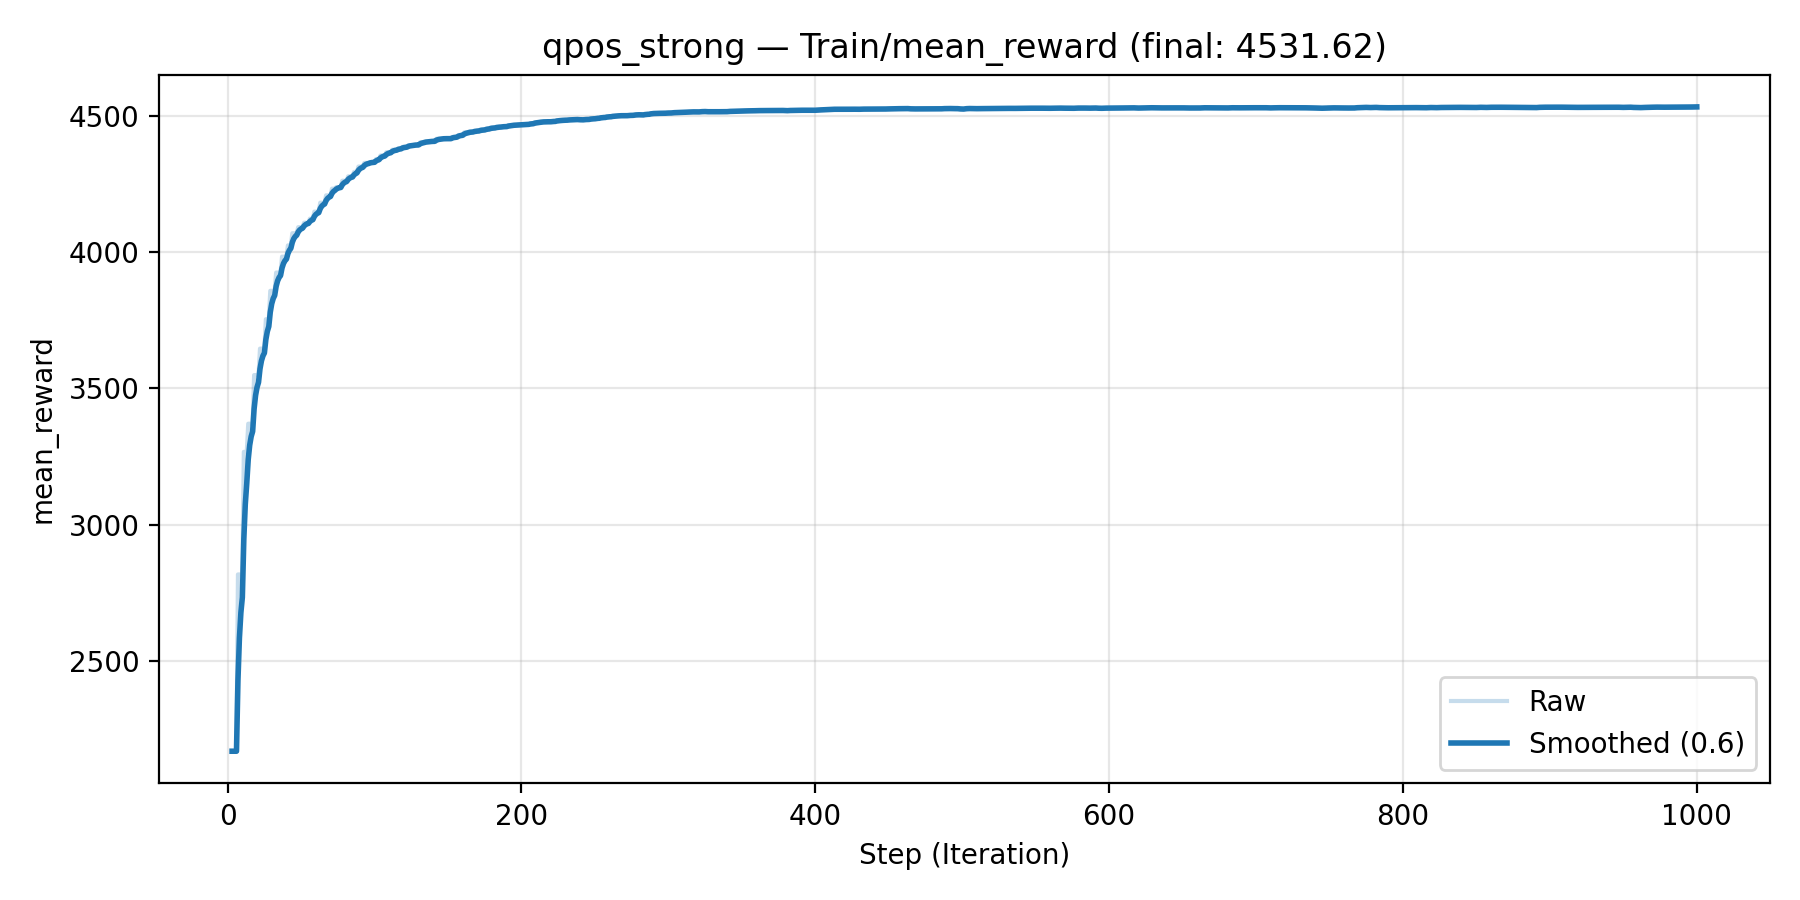 qpos_strong — Train/mean_reward (final: 4531.62)
mean_reward
4500
4000
3500
3000
2500
Raw
Smoothed (0.6)
0
200
400
600
800
1000
Step (Iteration)